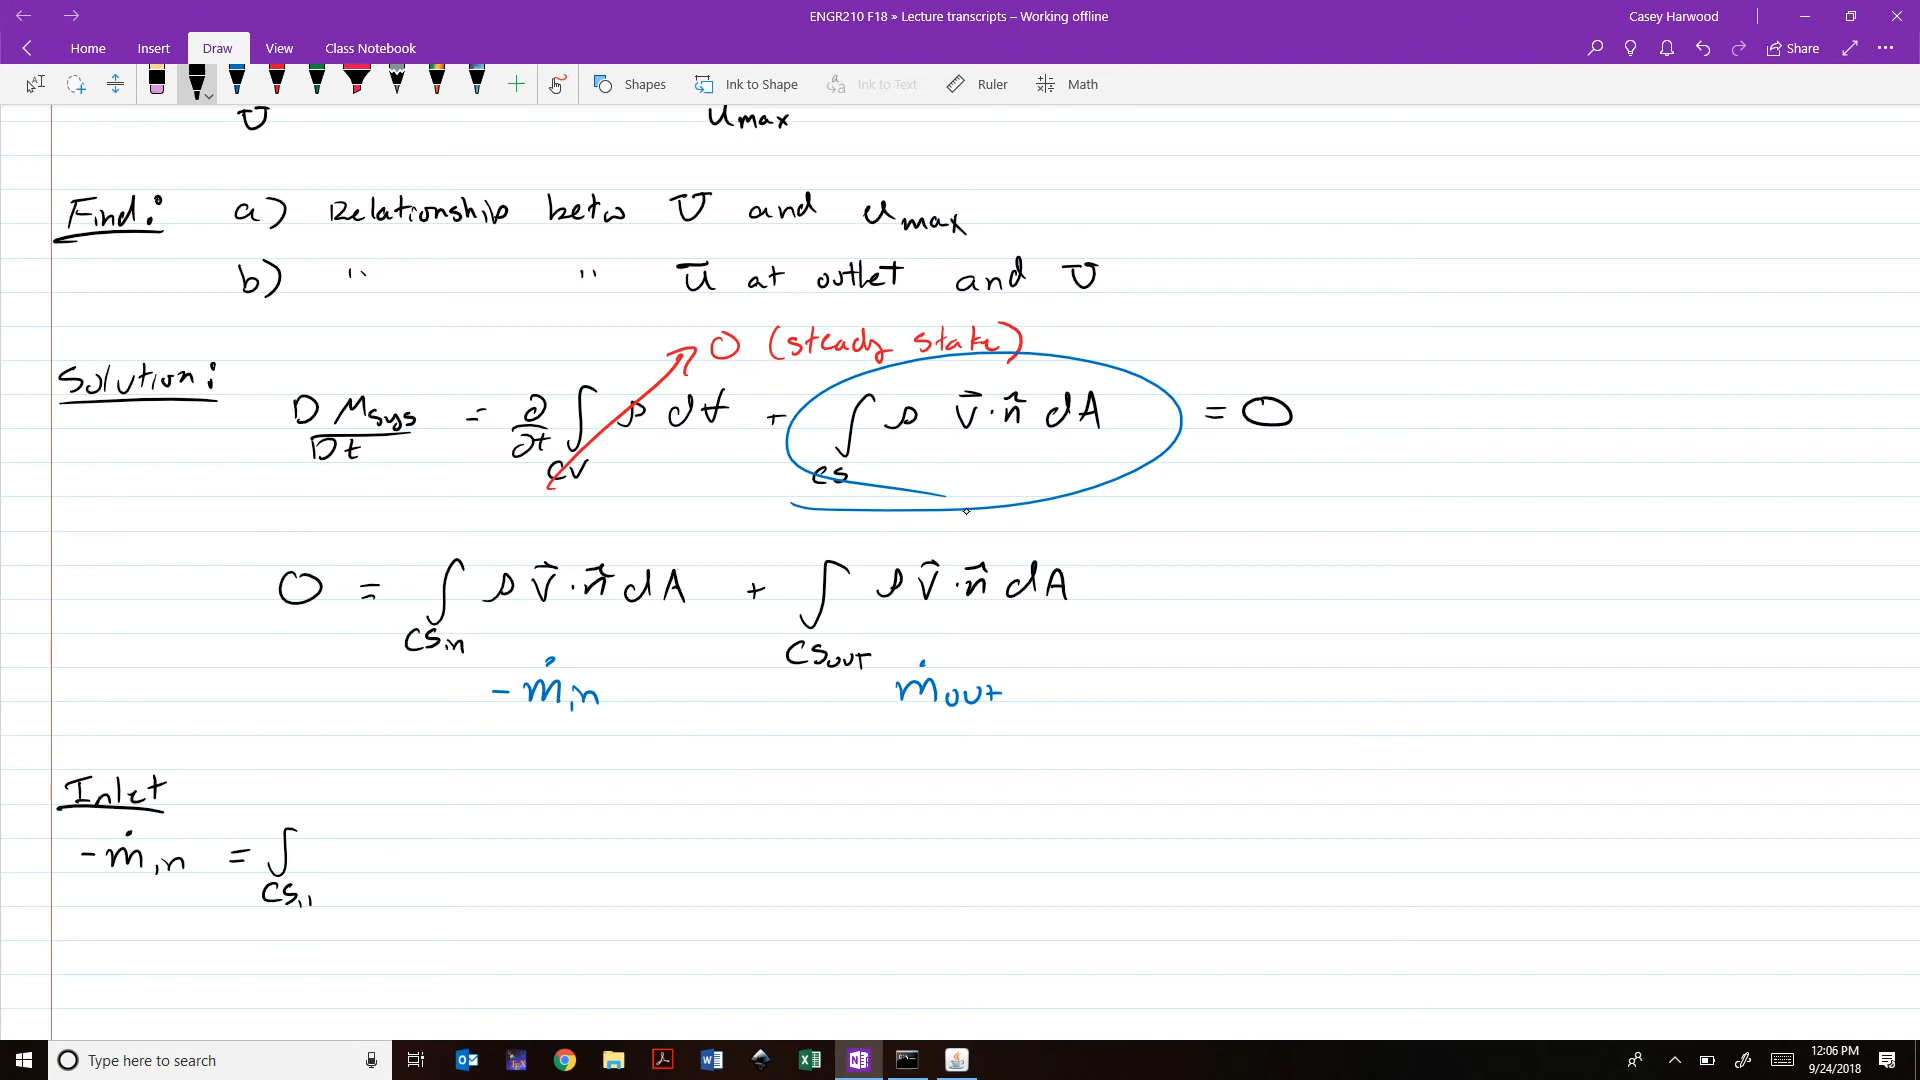 ENGR210 F18 » Lecture transcripts – Working offline
Casey Harwood
Home Insert Draw View Class Notebook
Share
Shapes Ink to Shape Ink to Text Ruler Math
U umax
Find: a) Relationship betw U and umax
b) " " ū at outlet and U
0 (steady state)
Solution:
D Msys / Dt = ∂/∂t ∫CV ρ dV + ∫CS ρ v⃗ · n⃗ dA = 0
0 = ∫CSin ρ v⃗ · n⃗ dA + ∫CSout ρ v⃗ · n⃗ dA
- ṁin ṁout
Inlet
- ṁin = ∫CSin
Type here to search
12:06 PM
9/24/2018